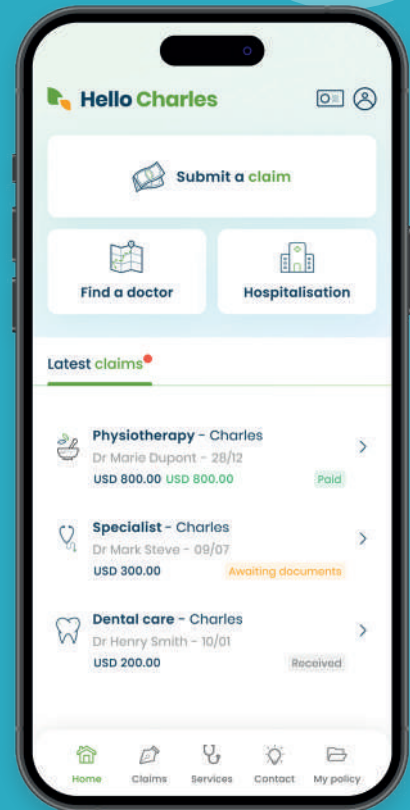 Hello Charles
Submit a claim
Find a doctor
Hospitalisation
Latest claims
Physiotherapy - Charles
Dr Marie Dupont - 28/12
USD 800.00 USD 800.00
Paid
Specialist - Charles
Dr Mark Steve - 09/07
USD 300.00
Awaiting documents
Dental care - Charles
Dr Henry Smith - 10/01
USD 200.00
Received
Home
Claims
Services
Contact
My policy